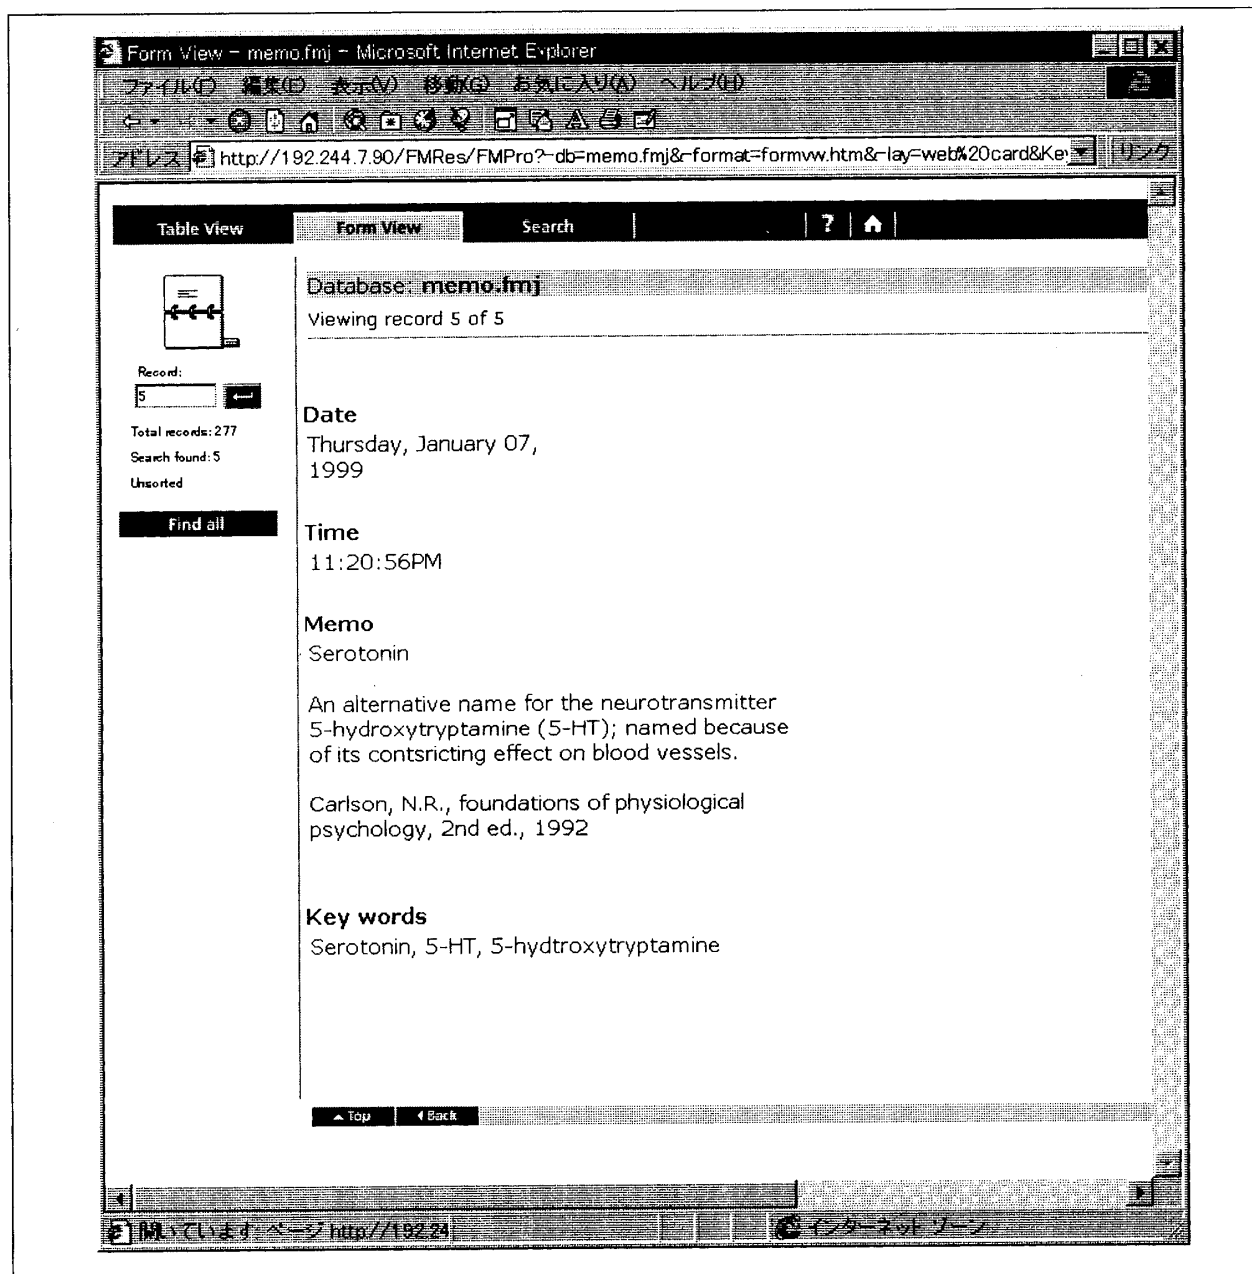 Form View - memo.fmj - Microsoft Internet Explorer
ファイル(F) 編集(E) 表示(V) 移動(G) お気に入り(A) ヘルプ(H)
アドレス http://192.244.7.90/FMRes/FMPro?-db=memo.fmj&-format=formvw.htm&-lay=web%20card&Key リンク
Table View Form View Search ?
Database: memo.fmj
Viewing record 5 of 5
Record:
5
Total records: 277
Search found: 5
Unsorted
Find all
Date
Thursday, January 07,
1999
Time
11:20:56PM
Memo
Serotonin
An alternative name for the neurotransmitter
5-hydroxytryptamine (5-HT); named because
of its contsricting effect on blood vessels.
Carlson, N.R., foundations of physiological
psychology, 2nd ed., 1992
Key words
Serotonin, 5-HT, 5-hydtroxytryptamine
Top Back
開いています: ページ http://192.24 インターネット ゾーン